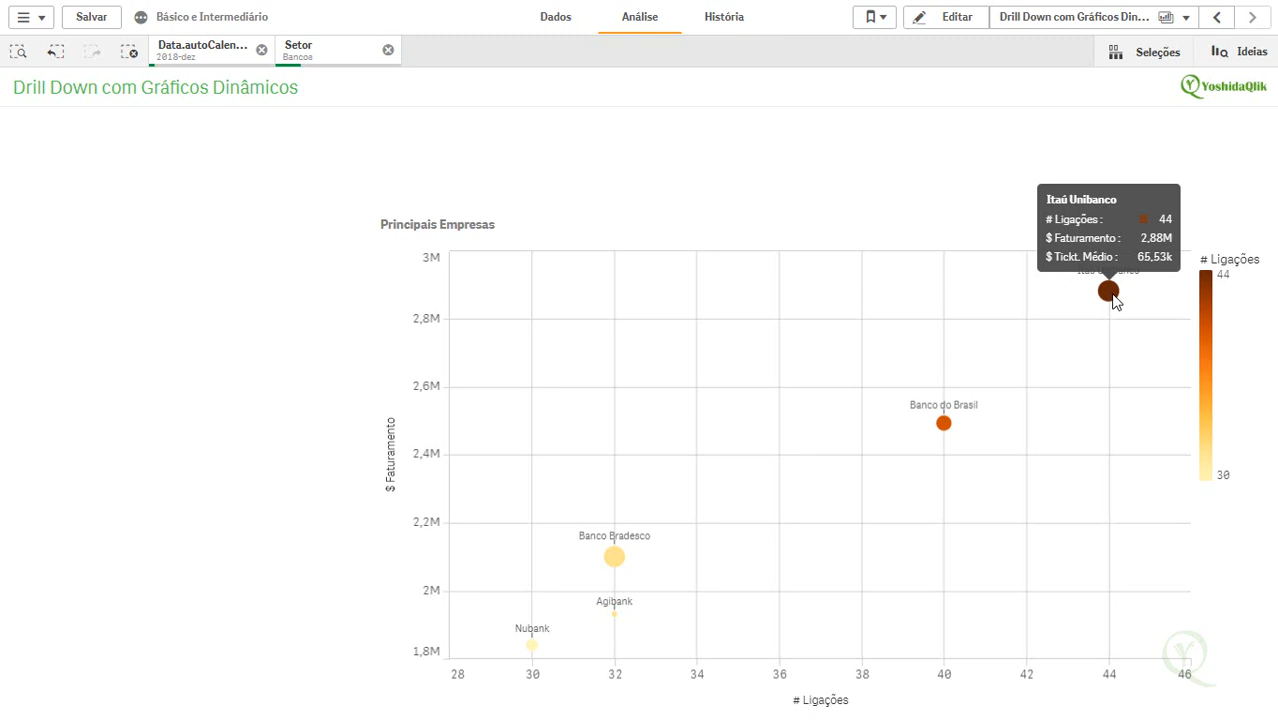 Salvar
Básico e Intermediário
Dados
Análise
História
Editar
Drill Down com Gráficos Din...
Data.autoCalen...
2018-dez
Setor
Bancos
Seleções
Ideias
Drill Down com Gráficos Dinâmicos
YoshidaQlik
Principais Empresas
Itaú Unibanco
# Ligações : 44
$ Faturamento : 2,88M
$ Tickt. Médio : 65,53k
# Ligações
44
30
3M
2,8M
2,6M
2,4M
2,2M
2M
1,8M
$ Faturamento
Banco do Brasil
Banco Bradesco
Agibank
Nubank
28 30 32 34 36 38 40 42 44 46
# Ligações